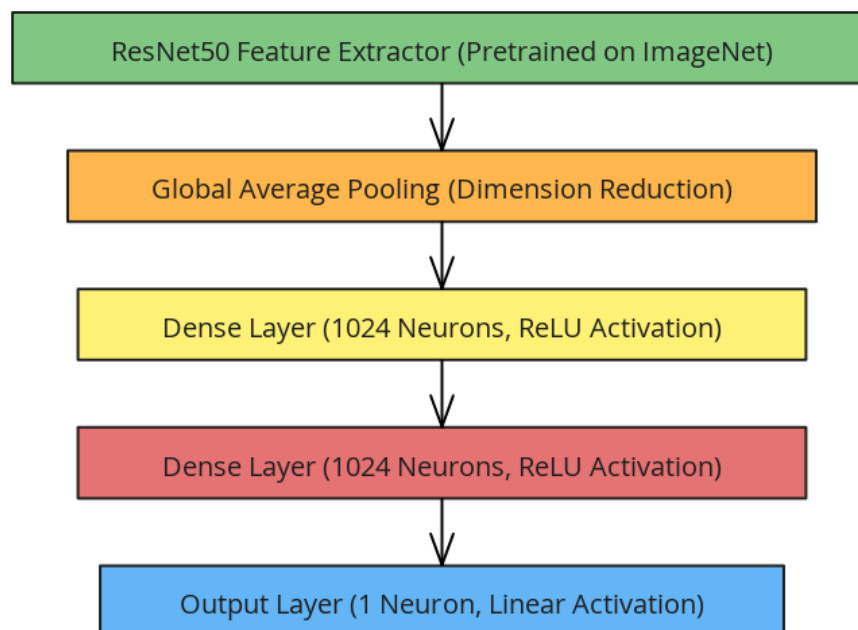 ResNet50 Feature Extractor (Pretrained on ImageNet)
Global Average Pooling (Dimension Reduction)
Dense Layer (1024 Neurons, ReLU Activation)
Dense Layer (1024 Neurons, ReLU Activation)
Output Layer (1 Neuron, Linear Activation)